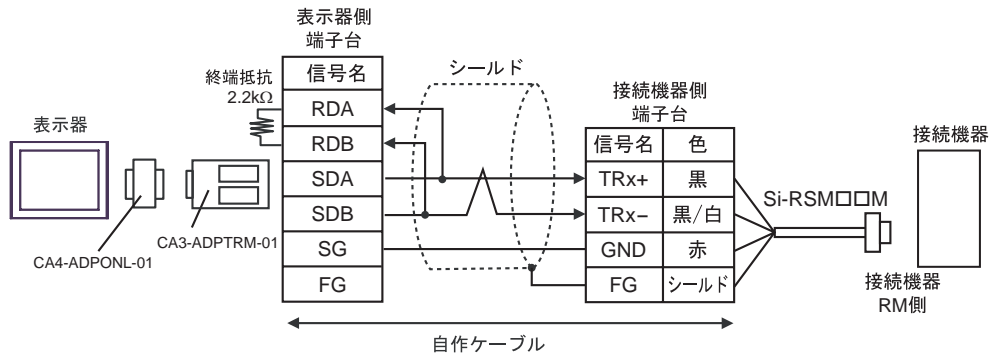 表示器側
端子台
信号名
RDA
RDB
SDA
SDB
SG
FG
終端抵抗
2.2kΩ
表示器
CA4-ADPONL-01
CA3-ADPTRM-01
シールド
接続機器側
端子台
信号名 色
TRx+ 黒
TRx− 黒/白
GND 赤
FG シールド
Si-RSM□□M
接続機器
接続機器
RM側
自作ケーブル